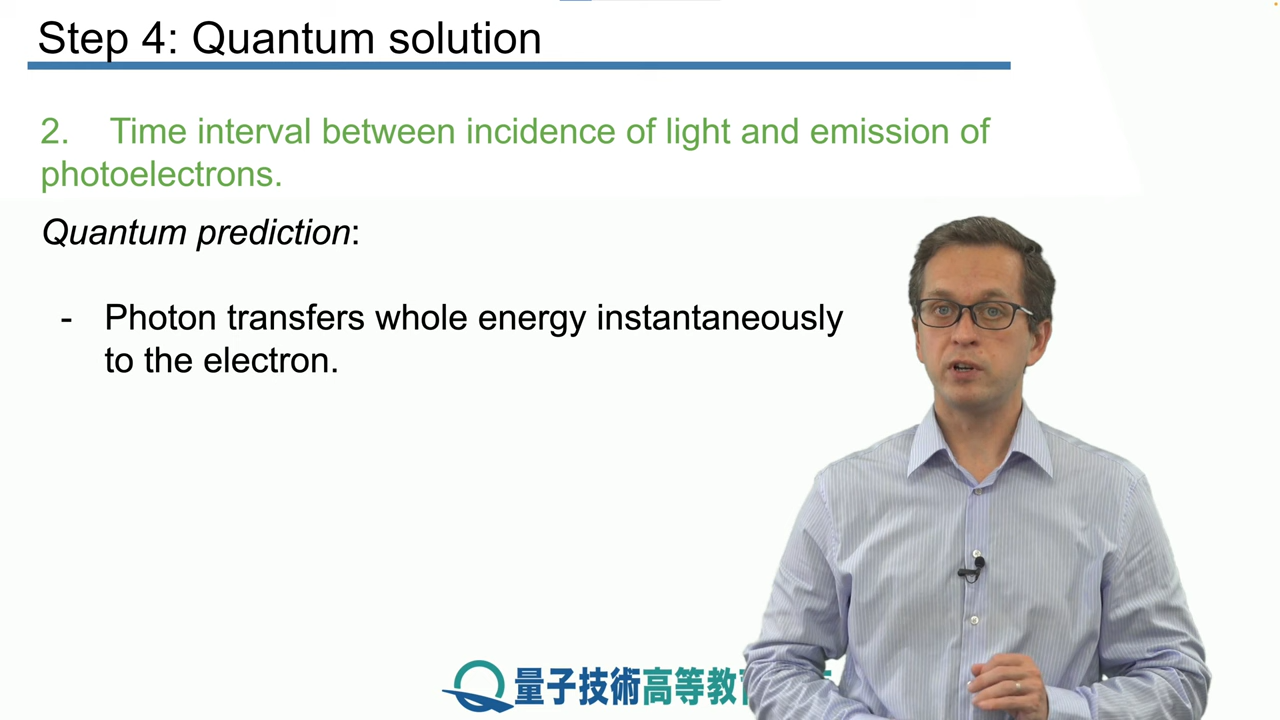 Step 4: Quantum solution
2. Time interval between incidence of light and emission of
photoelectrons.
Quantum prediction:
- Photon transfers whole energy instantaneously
to the electron.
量子技術高等教